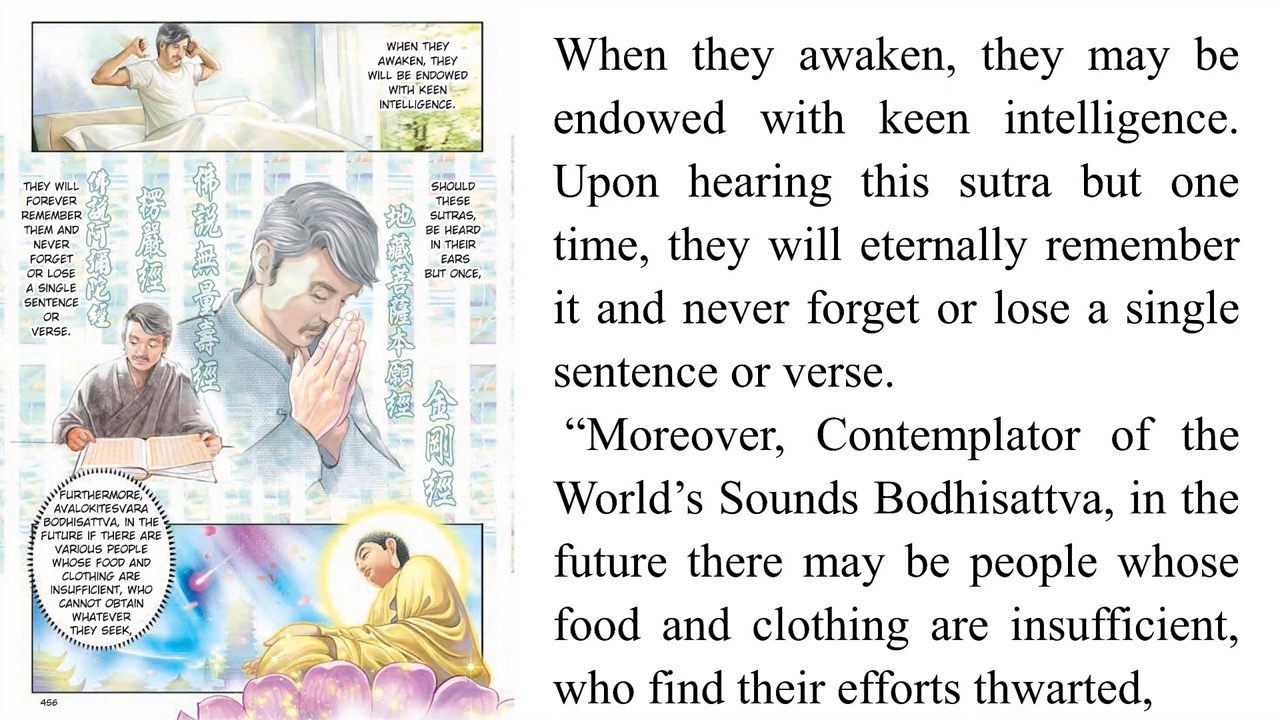 WHEN THEY
AWAKEN, THEY
WILL BE ENDOWED
WITH KEEN
INTELLIGENCE.
SHOULD
THESE
SUTRAS,
BE HEARD
IN THEIR
EARS
BUT ONCE,
地藏菩薩本願經
金剛經
佛說無量壽經
楞嚴經
佛說阿彌陀經
THEY WILL
FOREVER
REMEMBER
THEM AND
NEVER
FORGET
OR LOSE
A SINGLE
SENTENCE
OR
VERSE.
FURTHERMORE,
AVALOKITESVARA
BODHISATTVA, IN THE
FUTURE IF THERE ARE
VARIOUS PEOPLE
WHOSE FOOD AND
CLOTHING ARE
INSUFFICIENT, WHO
CANNOT OBTAIN
WHATEVER
THEY SEEK,
456
When they awaken, they may be
endowed with keen intelligence.
Upon hearing this sutra but one
time, they will eternally remember
it and never forget or lose a single
sentence or verse.
“Moreover, Contemplator of the
World’s Sounds Bodhisattva, in the
future there may be people whose
food and clothing are insufficient,
who find their efforts thwarted,